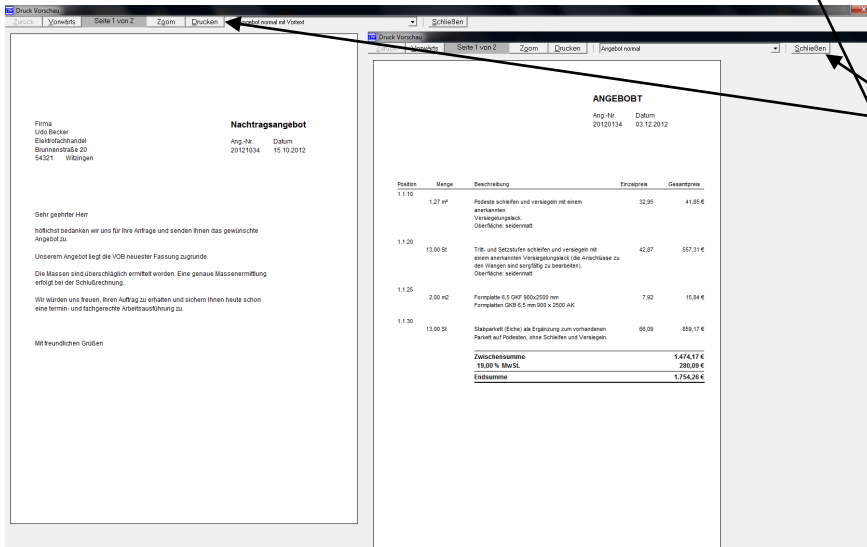 Druck Vorschau
Zurück Vorwärts Seite 1 von 2 Zoom Drucken Angebot normal mit Vortext Schließen
Firma
Udo Becker
Elektrofachhandel
Brunnenstraße 20
54321 Witzingen
Nachtragsangebot
Ang.-Nr. Datum
20121034 15.10.2012
Sehr geehrter Herr
höflichst bedanken wir uns für Ihre Anfrage und senden Ihnen das gewünschte
Angebot zu.
Unserem Angebot liegt die VOB neuester Fassung zugrunde.
Die Massen sind überschläglich ermittelt worden. Eine genaue Massenermittlung
erfolgt bei der Schlußrechnung.
Wir würden uns freuen, Ihren Auftrag zu erhalten und sichern Ihnen heute schon
eine termin- und fachgerechte Arbeitsausführung zu.
Mit freundlichen Grüßen
Druck Vorschau
Zurück Vorwärts Seite 1 von 2 Zoom Drucken Angebot normal Schließen
ANGEBOBT
Ang.-Nr. Datum
20120134 03.12.2012
Position Menge Beschreibung Einzelpreis Gesamtpreis
1.1.10
1,27 m² Podeste schleifen und versiegeln mit einem 32,95 41,85 €
anerkannten
Versiegelungslack.
Oberfläche: seidenmatt
1.1.20
13,00 St Tritt- und Setzstufen schleifen und versiegeln mit 42,87 557,31 €
einem anerkannten Versiegelungslack (die Anschlüsse zu
den Wangen sind sorgfältig zu bearbeiten).
Oberfläche: seidenmatt
1.1.25
2,00 m2 Formplatte 6,5 GKF 900x2500 mm 7,92 15,84 €
Formplatten GKB 6,5 mm 900 x 2500 AK
1.1.30
13,00 St Stabparkett (Eiche) als Ergänzung zum vorhandenen 66,09 859,17 €
Parkett auf Podesten, ohne Schleifen und Versiegeln.
Zwischensumme 1.474,17 €
19,00 % MwSt. 280,09 €
Endsumme 1.754,26 €